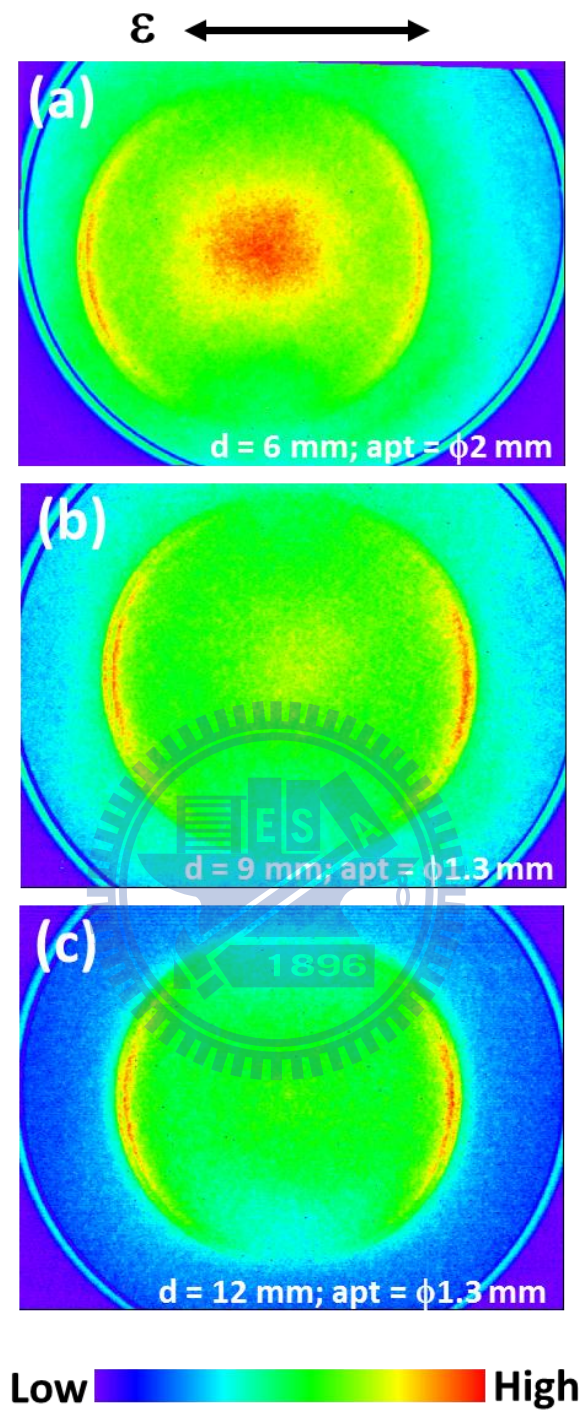 ε
(a)
d = 6 mm; apt = ϕ2 mm
(b)
ES
A
d = 9 mm; apt = ϕ1.3 mm
(c)
1896
d = 12 mm; apt = ϕ1.3 mm
Low High